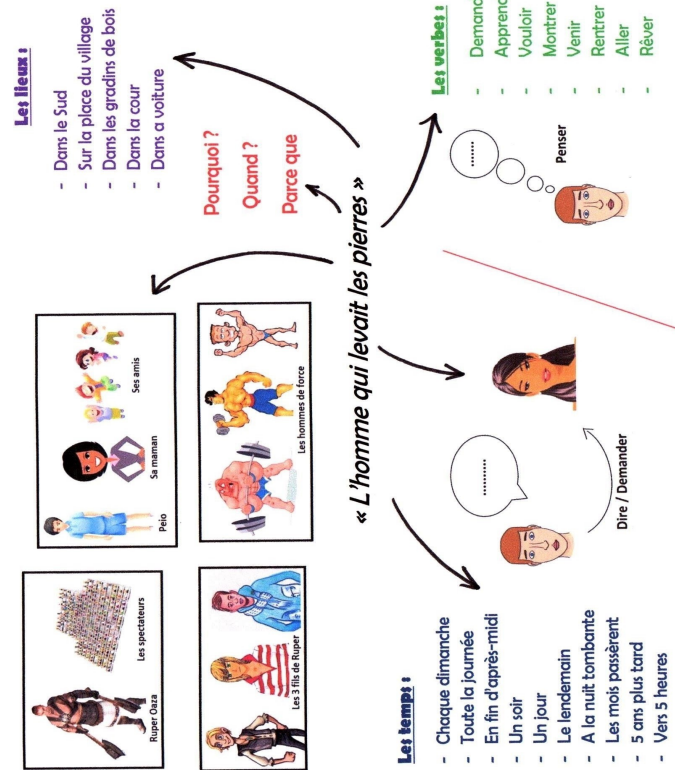 Les temps :
- Chaque dimanche
- Toute la journée
- En fin d'après-midi
- Un soir
- Un jour
- Le lendemain
- A la nuit tombante
- Les mois passèrent
- 5 ans plus tard
- Vers 5 heures
Ruper Oaza
Les spectateurs
Les 3 fils de Ruper
Peio
Sa maman
Ses amis
Les hommes de force
Les lieux :
- Dans le Sud
- Sur la place du village
- Dans les gradins de bois
- Dans la cour
- Dans a voiture
Pourquoi ?
Quand ?
Parce que
« L'homme qui levait les pierres »
..........
Dire / Demander
......
Penser
Les verbes :
- Vouloir
- Montrer
- Venir
- Rentrer
- Aller
- Rêver